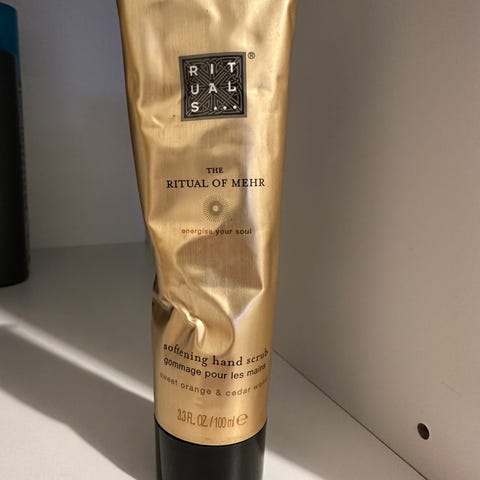 RIT
UAL
S...
®
THE
RITUAL OF MEHR
energise your soul
softening hand scrub
gommage pour les mains
sweet orange & cedar wood
3.3 FL. OZ. / 100 ml ℮